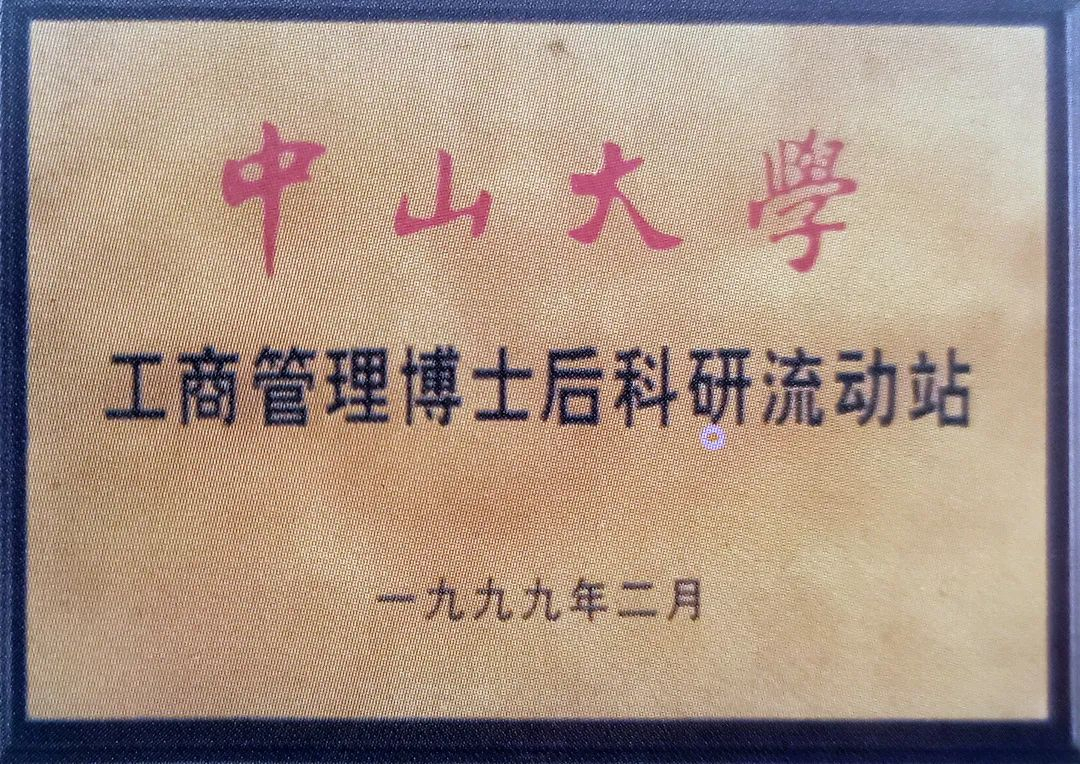 中山大學
工商管理博士后科研流动站
一九九九年二月